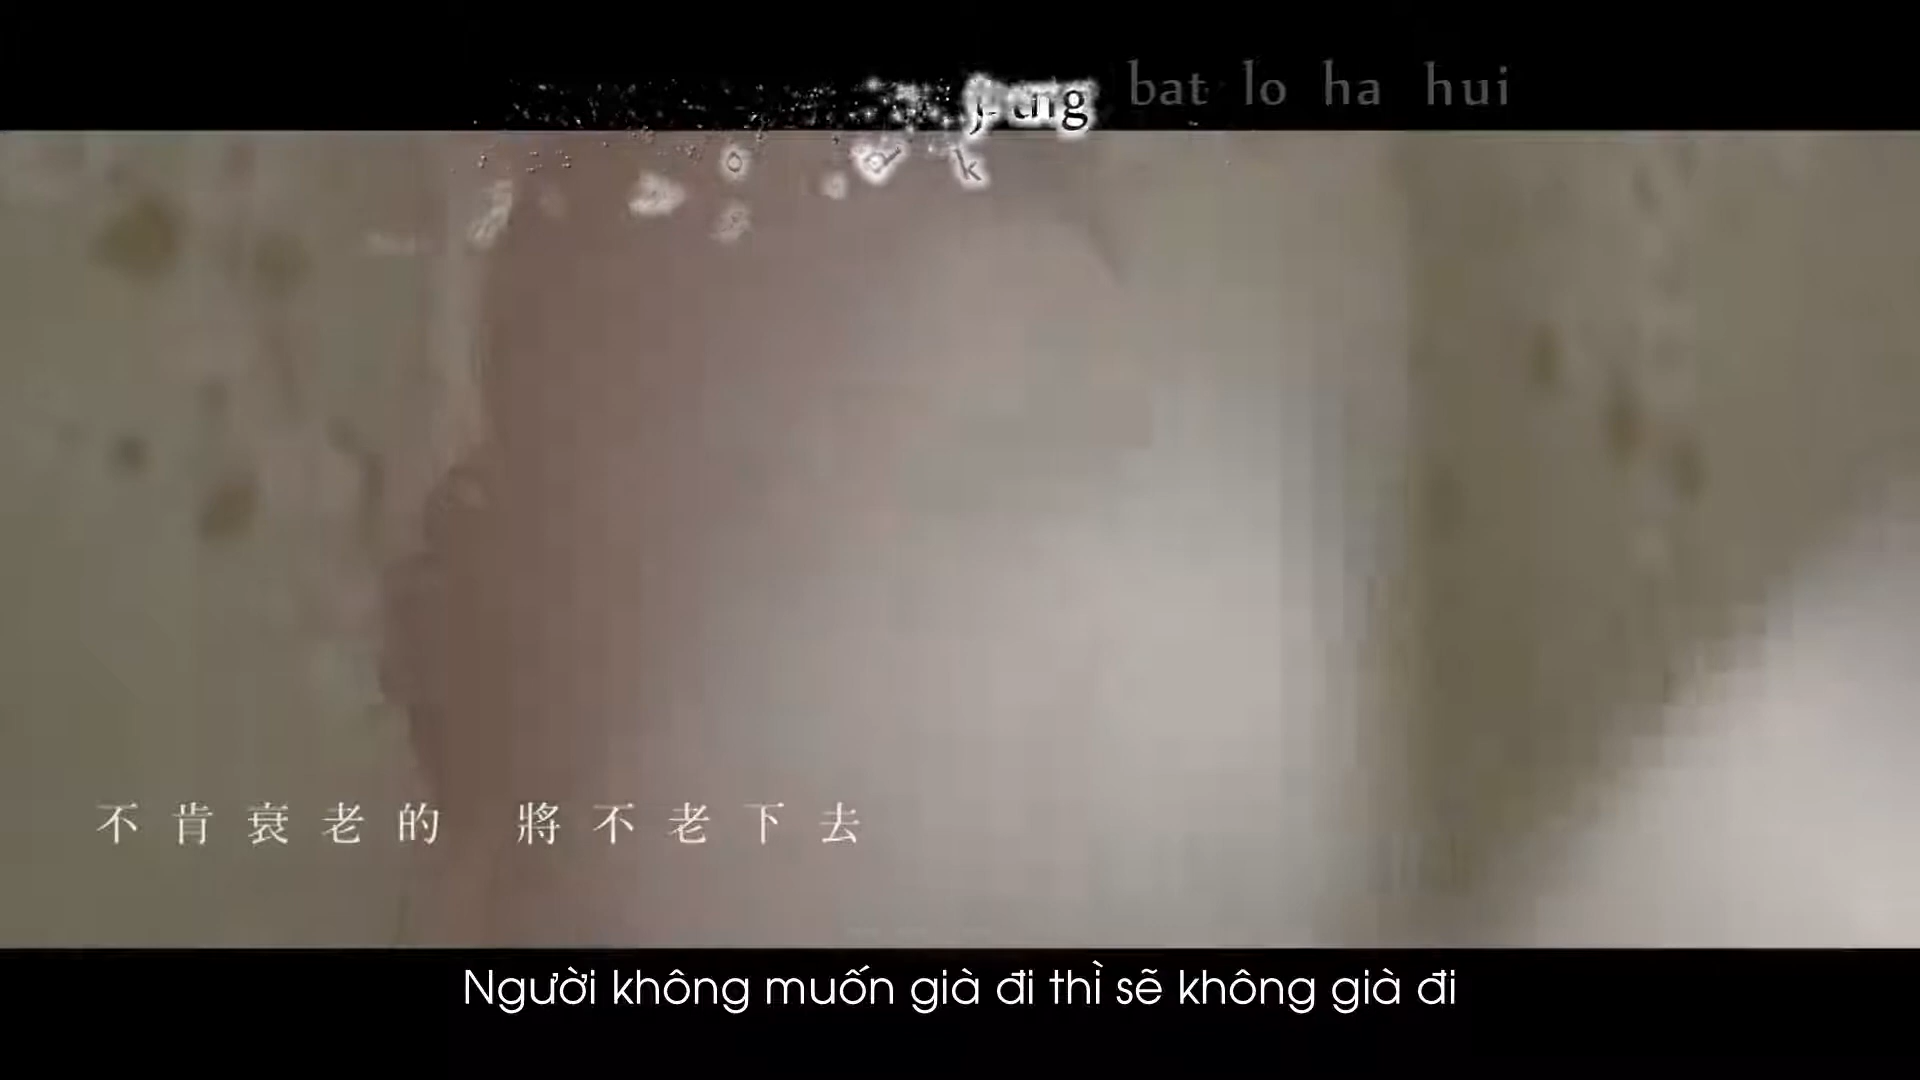 bat lo ha hui
不肯衰老的 將不老下去
Người không muốn già đi thì sẽ không già đi